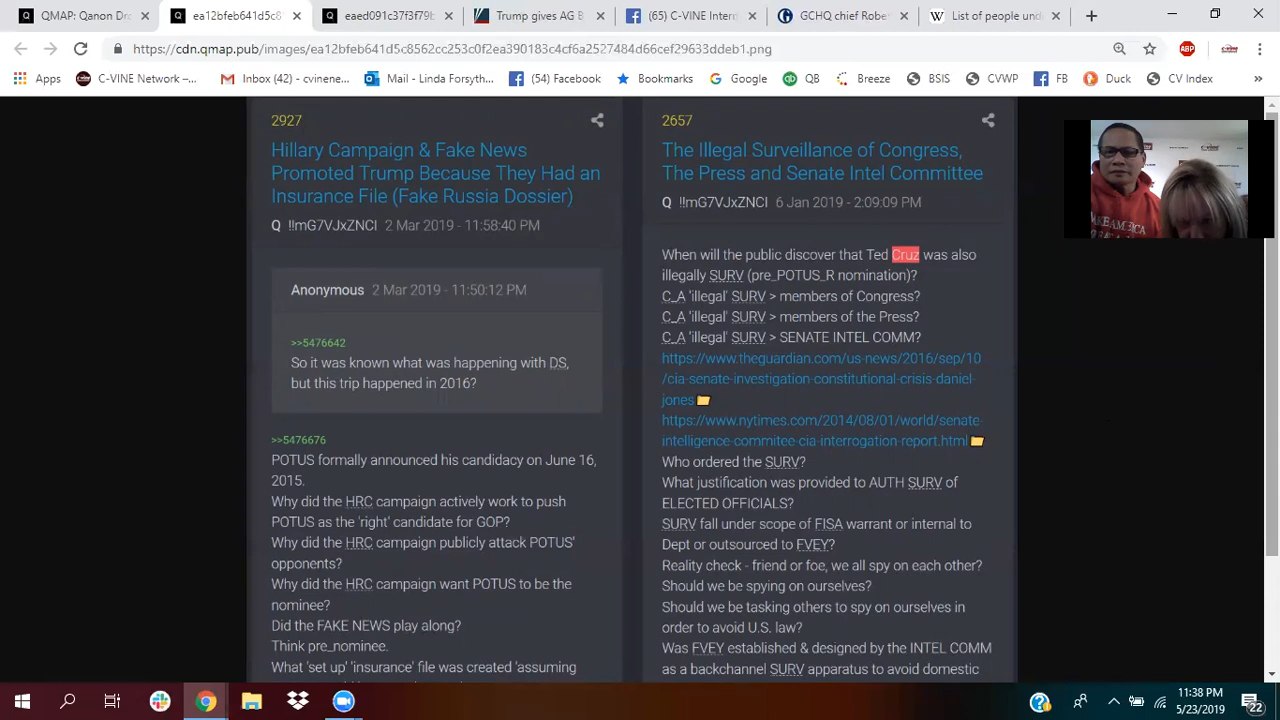 QMAP: Qanon Dro
ea12bfeb641d5c8
eaed091c37f3f79b
Trump gives AG B
(65) C-VINE Intern
GCHQ chief Robe
List of people und
https://cdn.qmap.pub/images/ea12bfeb641d5c8562cc253c0f2ea390183c4cf6a2527484d66cef29633ddeb1.png
Apps
C-VINE Network –...
Inbox (42) - cvinene...
Mail - Linda Forsyth...
(54) Facebook
Bookmarks
Google
QB
Breeze
BSIS
CVWP
FB
Duck
CV Index
2927
Hillary Campaign & Fake News
Promoted Trump Because They Had an
Insurance File (Fake Russia Dossier)
Q !!mG7VJxZNCI 2 Mar 2019 - 11:58:40 PM
Anonymous 2 Mar 2019 - 11:50:12 PM
>>5476642
So it was known what was happening with DS,
but this trip happened in 2016?
>>5476676
POTUS formally announced his candidacy on June 16,
2015.
Why did the HRC campaign actively work to push
POTUS as the 'right' candidate for GOP?
Why did the HRC campaign publicly attack POTUS'
opponents?
Why did the HRC campaign want POTUS to be the
nominee?
Did the FAKE NEWS play along?
Think pre_nominee.
What 'set up' 'insurance' file was created 'assuming
2657
The Illegal Surveillance of Congress,
The Press and Senate Intel Committee
Q !!mG7VJxZNCI 6 Jan 2019 - 2:09:09 PM
When will the public discover that Ted Cruz was also
illegally SURV (pre_POTUS_R nomination)?
C_A 'illegal' SURV > members of Congress?
C_A 'illegal' SURV > members of the Press?
C_A 'illegal' SURV > SENATE INTEL COMM?
https://www.theguardian.com/us-news/2016/sep/10
/cia-senate-investigation-constitutional-crisis-daniel-
jones
https://www.nytimes.com/2014/08/01/world/senate-
intelligence-commitee-cia-interrogation-report.html
Who ordered the SURV?
What justification was provided to AUTH SURV of
ELECTED OFFICIALS?
SURV fall under scope of FISA warrant or internal to
Dept or outsourced to FVEY?
Reality check - friend or foe, we all spy on each other?
Should we be spying on ourselves?
Should we be tasking others to spy on ourselves in
order to avoid U.S. law?
Was FVEY established & designed by the INTEL COMM
as a backchannel SURV apparatus to avoid domestic
11:38 PM
5/23/2019
22